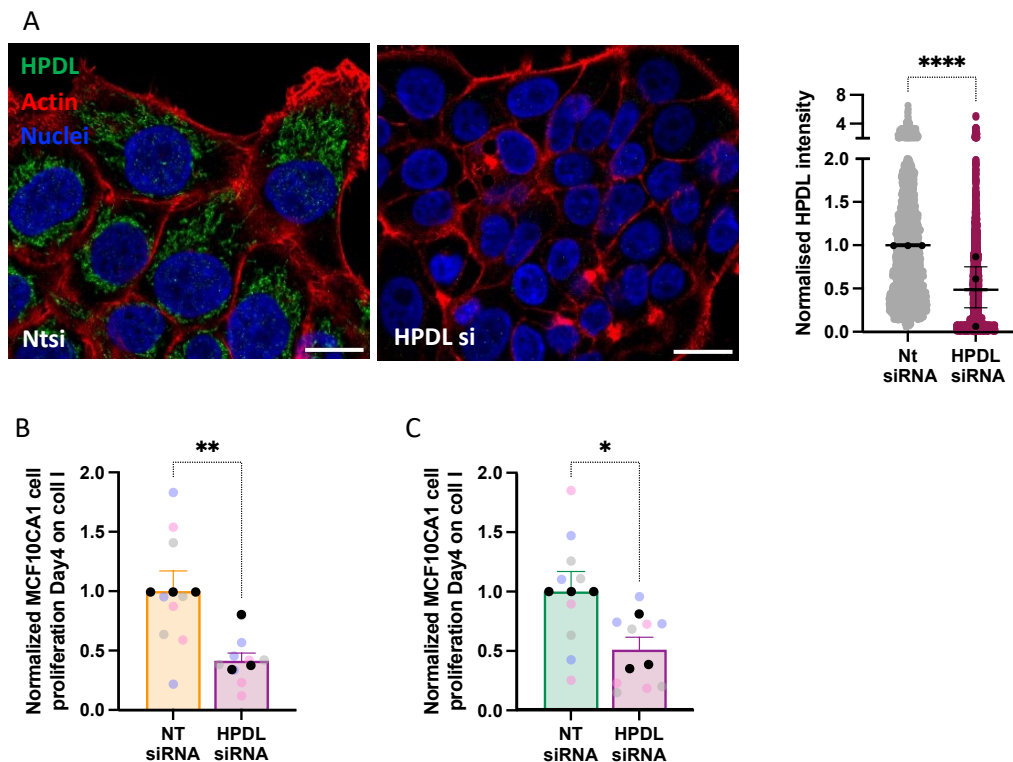 A
HPDL
Actin
Nuclei
Ntsi
HPDL si
****
Normalised HPDL intensity
8
4
2.0
1.0
0.5
0.0
Nt
siRNA
HPDL
siRNA
B
**
Normalized MCF10CA1 cell
proliferation Day4 on coll I
2.0
1.5
1.0
0.5
0.0
NT
siRNA
HPDL
siRNA
C
*
Normalized MCF10CA1 cell
proliferation Day4 on coll I
2.0
1.5
1.0
0.5
0.0
NT
siRNA
HPDL
siRNA